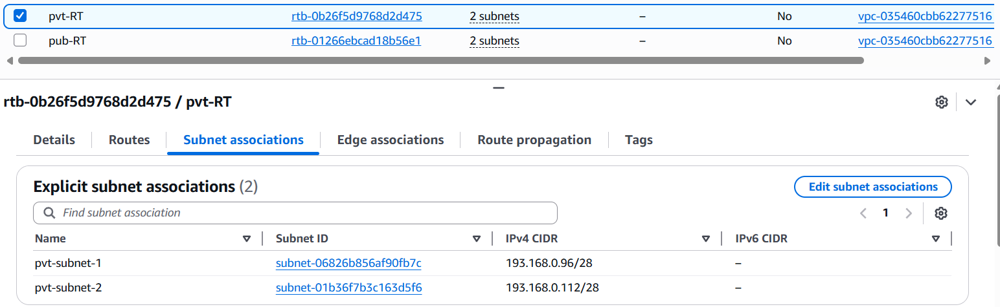 pvt-RT rtb-0b26f5d9768d2d475 2 subnets – No vpc-035460cbb62277516
pub-RT rtb-01266ebcad18b56e1 2 subnets – No vpc-035460cbb62277516
rtb-0b26f5d9768d2d475 / pvt-RT
Details Routes Subnet associations Edge associations Route propagation Tags
Explicit subnet associations (2) Edit subnet associations
Find subnet association 1
Name Subnet ID IPv4 CIDR IPv6 CIDR
pvt-subnet-1 subnet-06826b856af90fb7c 193.168.0.96/28 –
pvt-subnet-2 subnet-01b36f7b3c163d5f6 193.168.0.112/28 –